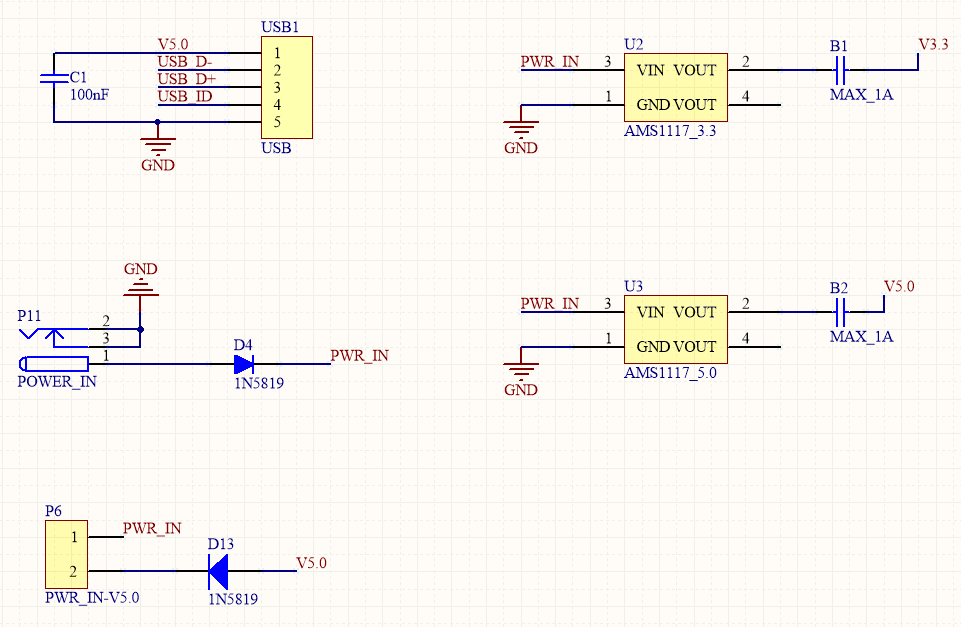 USB1
V5.0
1
USB_D-
2
USB_D+
3
USB_ID
4
5
C1
100nF
GND
USB
U2
PWR_IN
3
VIN VOUT
2
1
GND VOUT
4
GND
AMS1117_3.3
B1
V3.3
MAX_1A
GND
P11
2
3
1
POWER_IN
D4
1N5819
PWR_IN
U3
PWR_IN
3
VIN VOUT
2
1
GND VOUT
4
GND
AMS1117_5.0
B2
V5.0
MAX_1A
P6
1
PWR_IN
2
PWR_IN-V5.0
D13
1N5819
V5.0